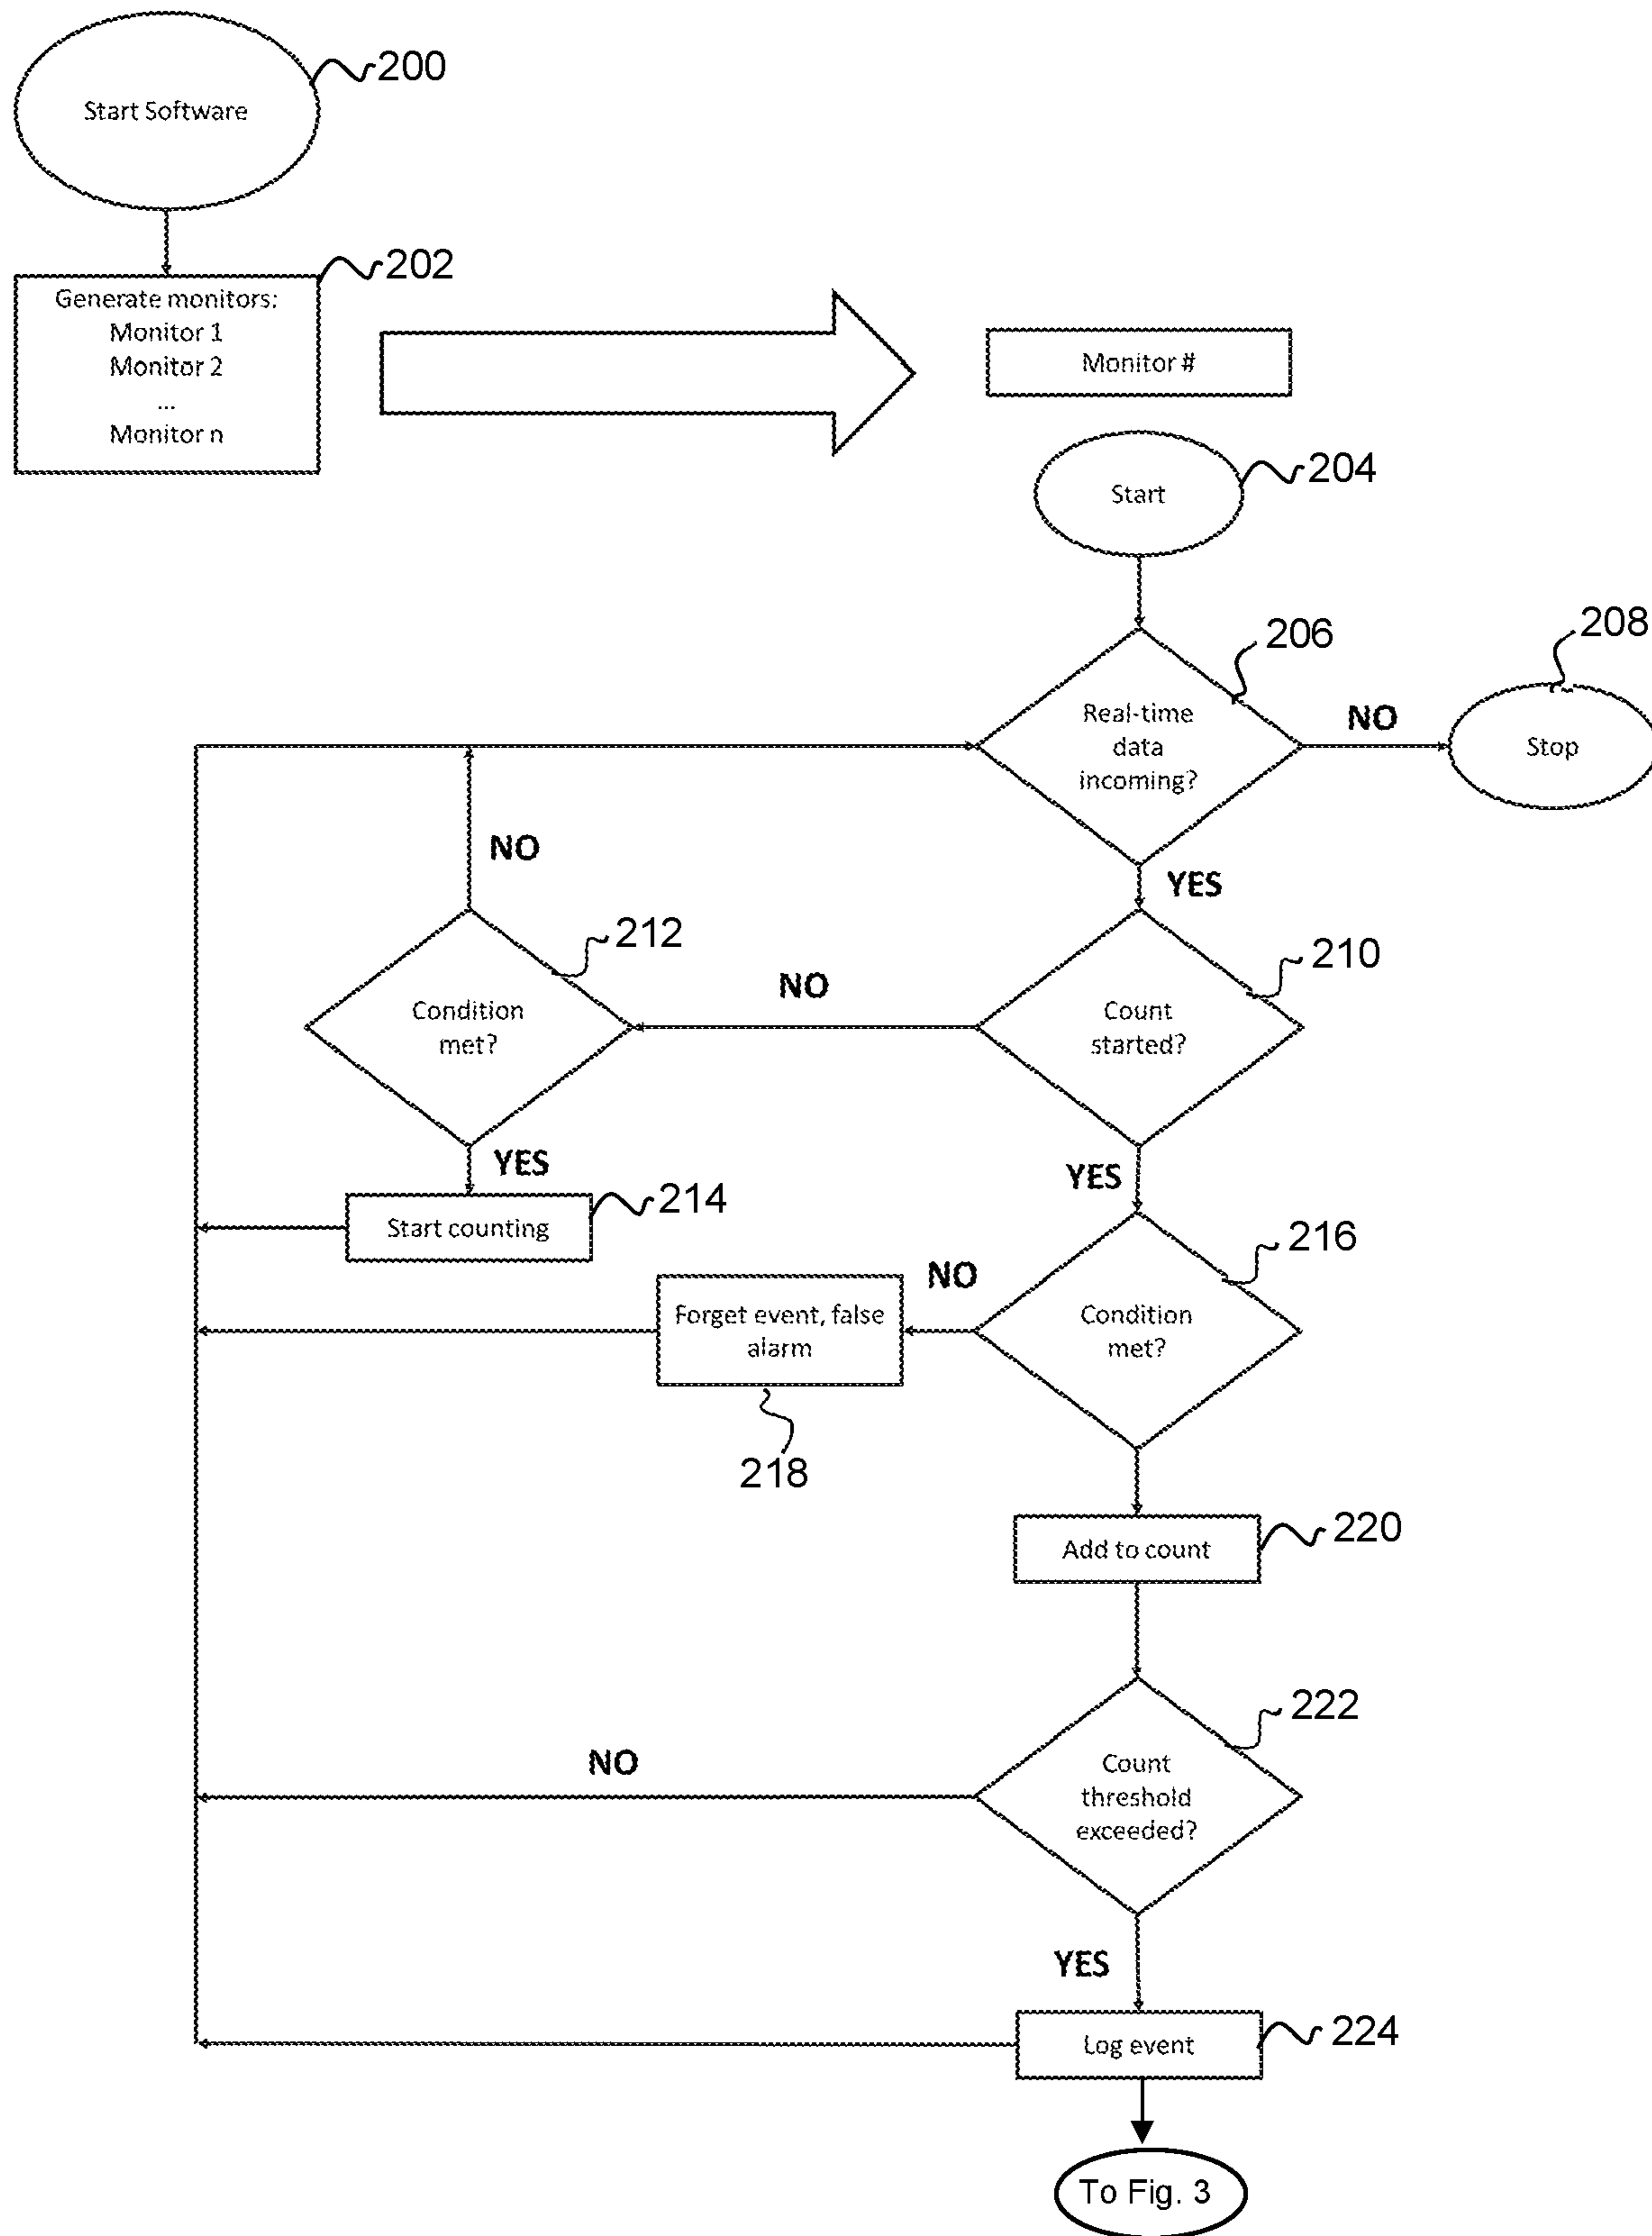 200
Start Software
202
Generate monitors:
Monitor 1
Monitor 2
...
Monitor n
Monitor #
204
Start
206
208
Real-time
data
incoming?
NO
Stop
NO
YES
212
210
NO
Condition
met?
Count
started?
YES
YES
214
Start counting
216
NO
Forget event, false
alarm
Condition
met?
218
220
Add to count
222
NO
Count
threshold
exceeded?
YES
224
Log event
To Fig. 3